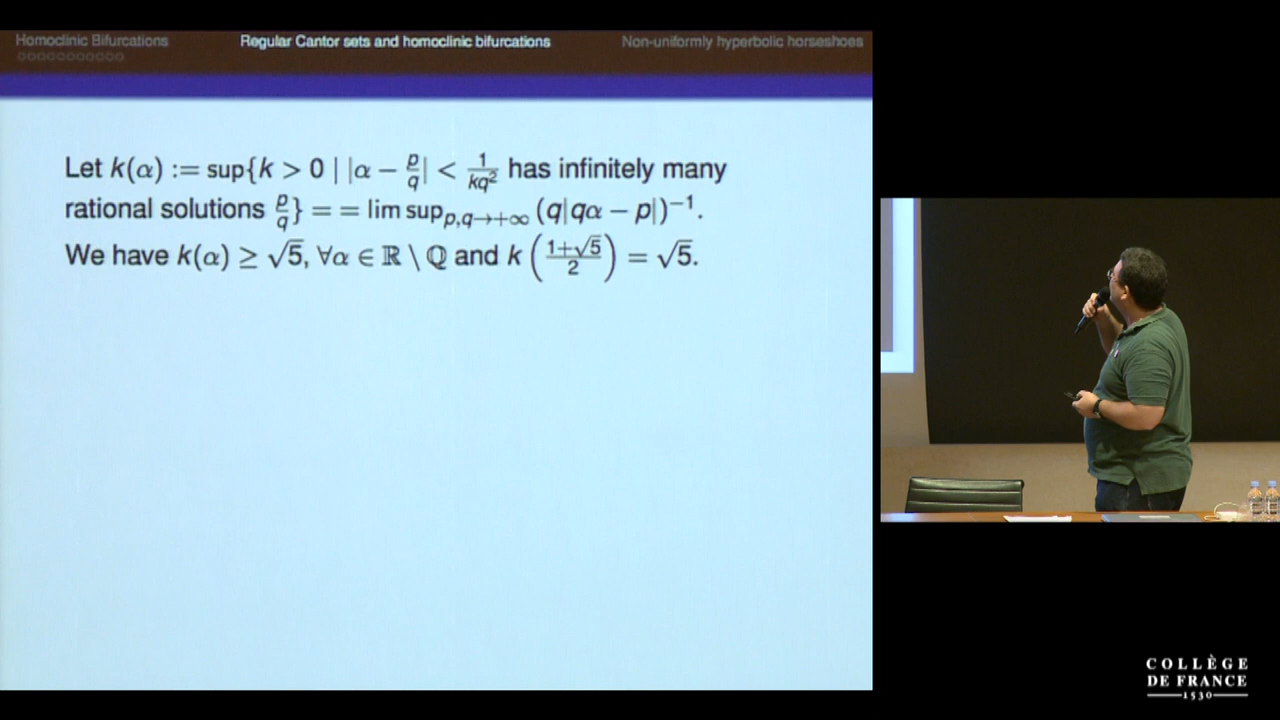 Homoclinic Bifurcations Regular Cantor sets and homoclinic bifurcations Non-uniformly hyperbolic horseshoes
Let k(α) := sup{k > 0 | |α − p/q| < 1/kq² has infinitely many
rational solutions p/q} = = lim sup_{p,q→+∞} (q|qα − p|)⁻¹.
We have k(α) ≥ √5, ∀α ∈ ℝ \ ℚ and k((1+√5)/2) = √5.
COLLÈGE
DE FRANCE
1530